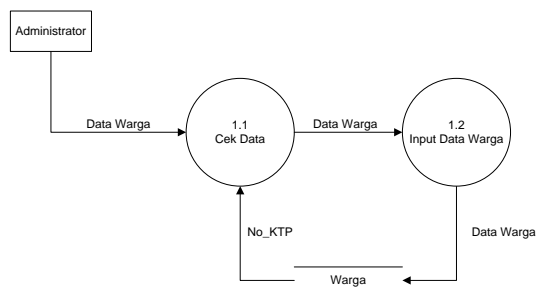 Administrator
Data Warga
1.1
Cek Data
Data Warga
1.2
Input Data Warga
No_KTP
Data Warga
Warga